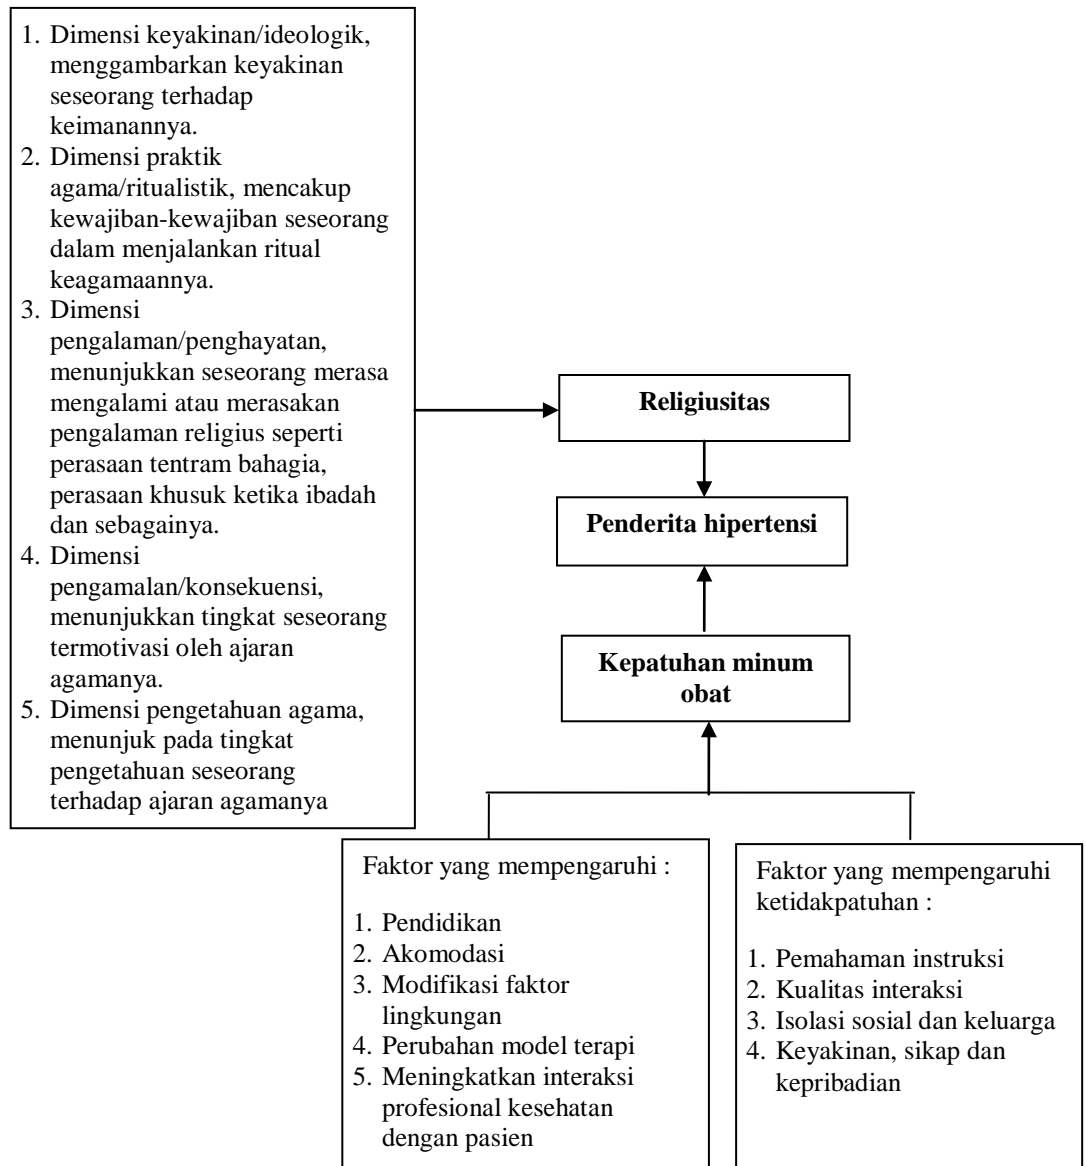 1. Dimensi keyakinan/ideologik,
menggambarkan keyakinan
seseorang terhadap
keimanannya.
2. Dimensi praktik
agama/ritualistik, mencakup
kewajiban-kewajiban seseorang
dalam menjalankan ritual
keagamaannya.
3. Dimensi
pengalaman/penghayatan,
menunjukkan seseorang merasa
mengalami atau merasakan
pengalaman religius seperti
perasaan tentram bahagia,
perasaan khusuk ketika ibadah
dan sebagainya.
4. Dimensi
pengamalan/konsekuensi,
menunjukkan tingkat seseorang
termotivasi oleh ajaran
agamanya.
5. Dimensi pengetahuan agama,
menunjuk pada tingkat
pengetahuan seseorang
terhadap ajaran agamanya
Religiusitas
Penderita hipertensi
Kepatuhan minum
obat
Faktor yang mempengaruhi :
1. Pendidikan
2. Akomodasi
3. Modifikasi faktor
lingkungan
4. Perubahan model terapi
5. Meningkatkan interaksi
profesional kesehatan
dengan pasien
Faktor yang mempengaruhi
ketidakpatuhan :
1. Pemahaman instruksi
2. Kualitas interaksi
3. Isolasi sosial dan keluarga
4. Keyakinan, sikap dan
kepribadian